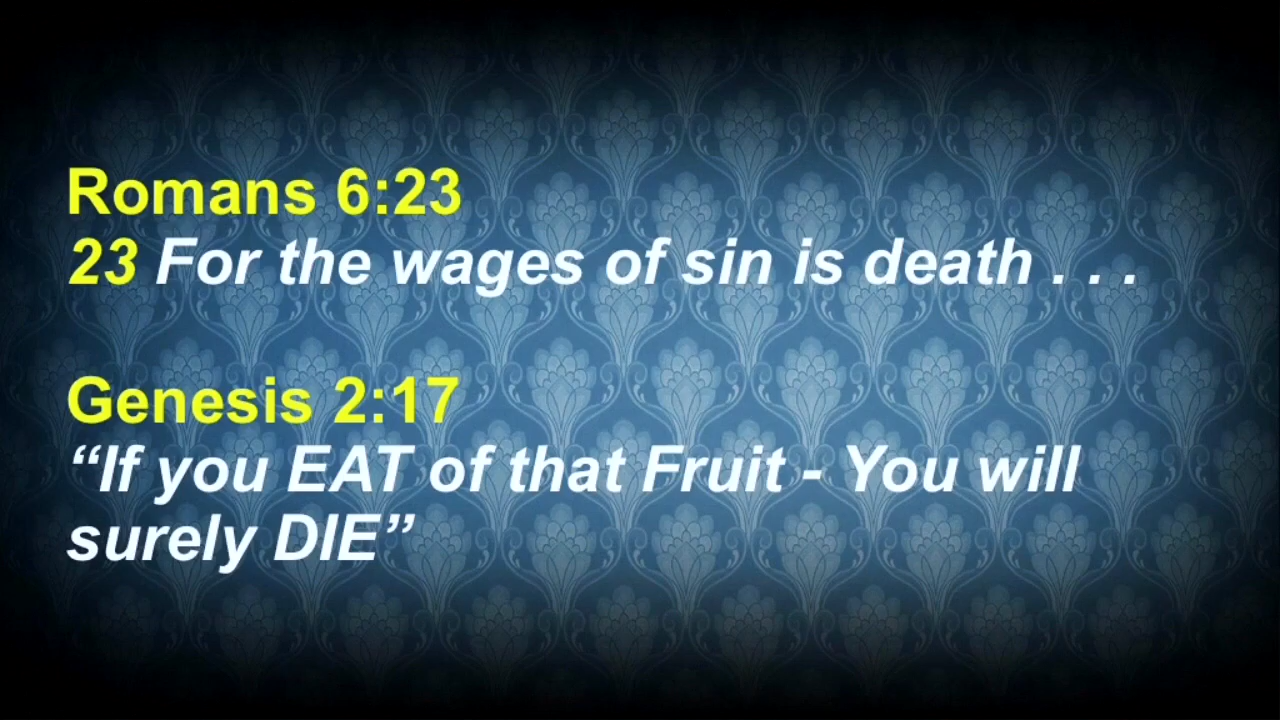 Romans 6:23
23 For the wages of sin is death . . .
Genesis 2:17
“If you EAT of that Fruit - You will
surely DIE”